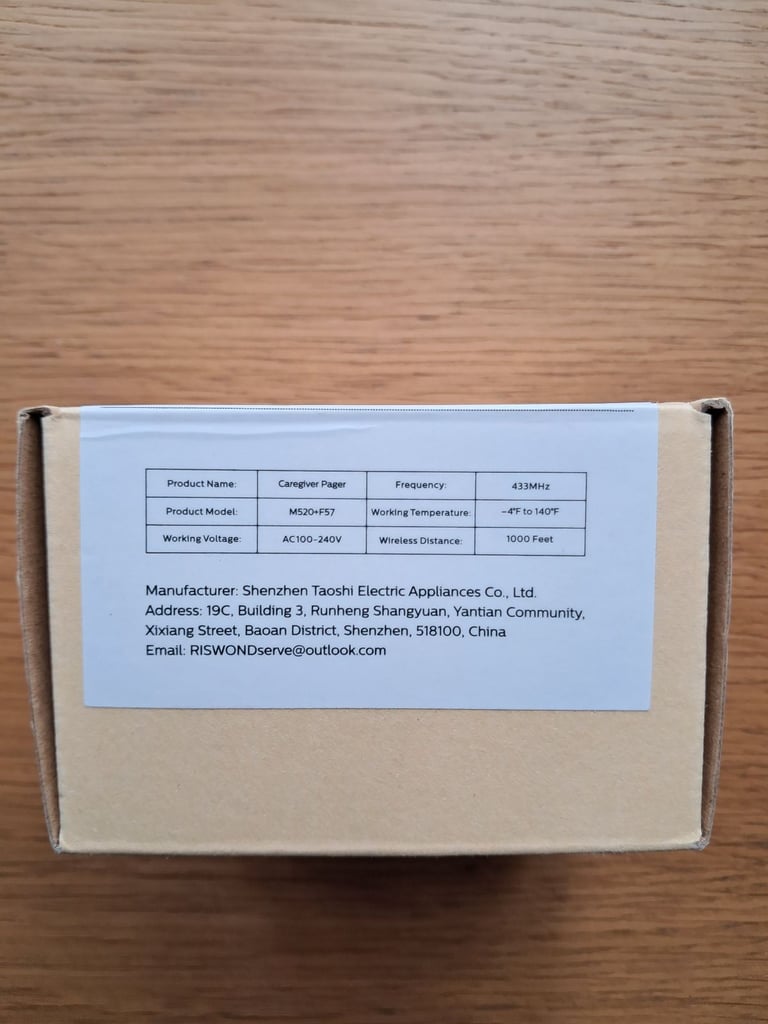 Product Name: Caregiver Pager Frequency: 433MHz
Product Model: M520+F57 Working Temperature: -4°F to 140°F
Working Voltage: AC100-240V Wireless Distance: 1000 Feet
Manufacturer: Shenzhen Taoshi Electric Appliances Co., Ltd.
Address: 19C, Building 3, Runheng Shangyuan, Yantian Community,
Xixiang Street, Baoan District, Shenzhen, 518100, China
Email: RISWONDserve@outlook.com